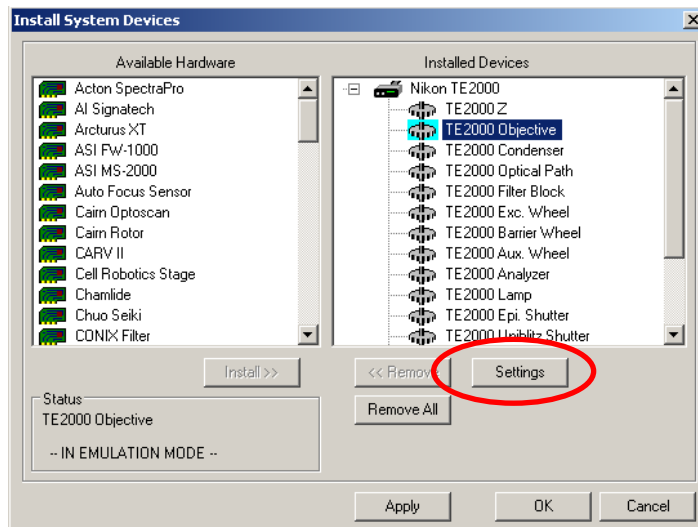 Install System Devices
Available Hardware
Acton SpectraPro
AI Signatech
Arcturus XT
ASI FW-1000
ASI MS-2000
Auto Focus Sensor
Cairn Optoscan
Cairn Rotor
CARV II
Cell Robotics Stage
Chamlide
Chuo Seiki
CONIX Filter
Installed Devices
Nikon TE2000
TE2000 Z
TE2000 Objective
TE2000 Condenser
TE2000 Optical Path
TE2000 Filter Block
TE2000 Exc. Wheel
TE2000 Barrier Wheel
TE2000 Aux. Wheel
TE2000 Analyzer
TE2000 Lamp
TE2000 Epi. Shutter
TE2000 Uniblitz Shutter
Install >>
<< Remove
Settings
Remove All
Status
TE2000 Objective
-- IN EMULATION MODE --
Apply
OK
Cancel